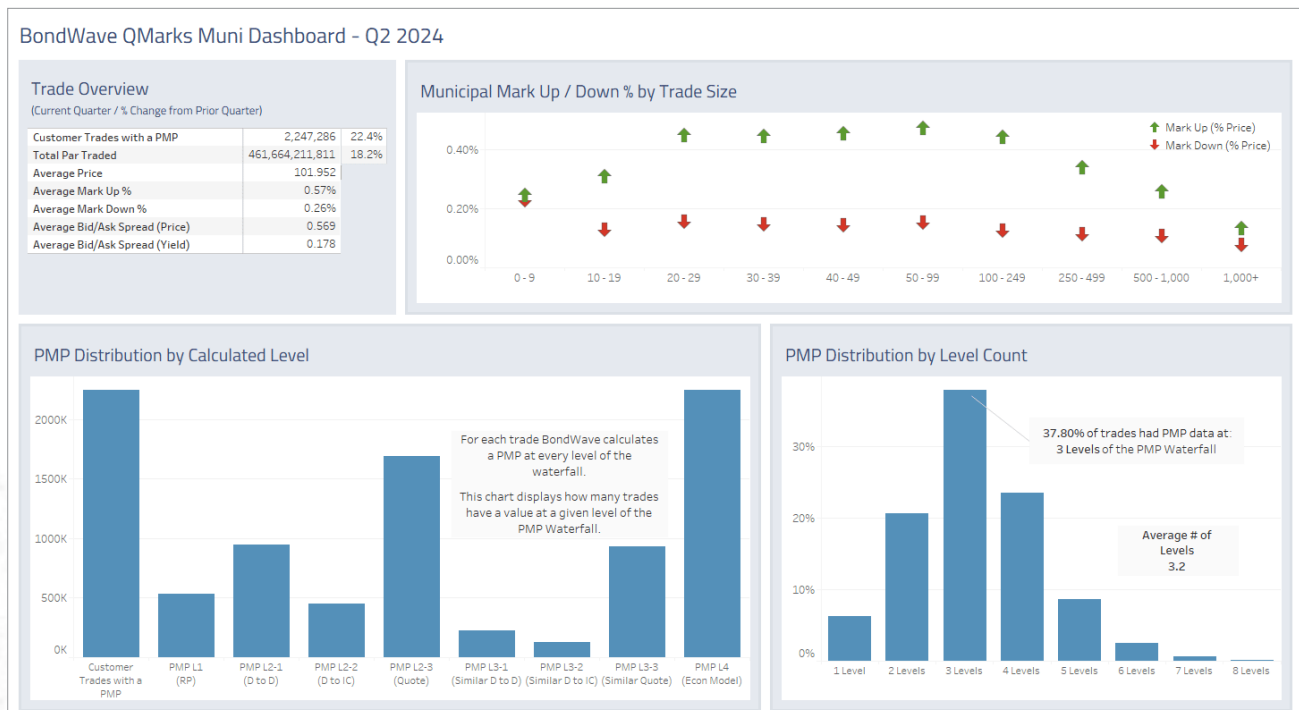 BondWave QMarks Muni Dashboard - Q2 2024
Trade Overview
(Current Quarter / % Change from Prior Quarter)
Customer Trades with a PMP 2,247,286 22.4%
Total Par Traded 461,664,211,811 18.2%
Average Price 101.952
Average Mark Up % 0.57%
Average Mark Down % 0.26%
Average Bid/Ask Spread (Price) 0.569
Average Bid/Ask Spread (Yield) 0.178
Municipal Mark Up / Down % by Trade Size
Mark Up (% Price)
Mark Down (% Price)
0.40%
0.20%
0.00%
0 - 9 10 - 19 20 - 29 30 - 39 40 - 49 50 - 99 100 - 249 250 - 499 500 - 1,000 1,000+
PMP Distribution by Calculated Level
2000K
1500K
1000K
500K
0K
For each trade BondWave calculates
a PMP at every level of the
waterfall.
This chart displays how many trades
have a value at a given level of the
PMP Waterfall.
Customer PMP L1 PMP L2-1 PMP L2-2 PMP L2-3 PMP L3-1 PMP L3-2 PMP L3-3 PMP L4
Trades with a (RP) (D to D) (D to IC) (Quote) (Similar D to D) (Similar D to IC) (Similar Quote) (Econ Model)
PMP
PMP Distribution by Level Count
30%
20%
10%
0%
37.80% of trades had PMP data at:
3 Levels of the PMP Waterfall
Average # of
Levels
3.2
1 Level 2 Levels 3 Levels 4 Levels 5 Levels 6 Levels 7 Levels 8 Levels